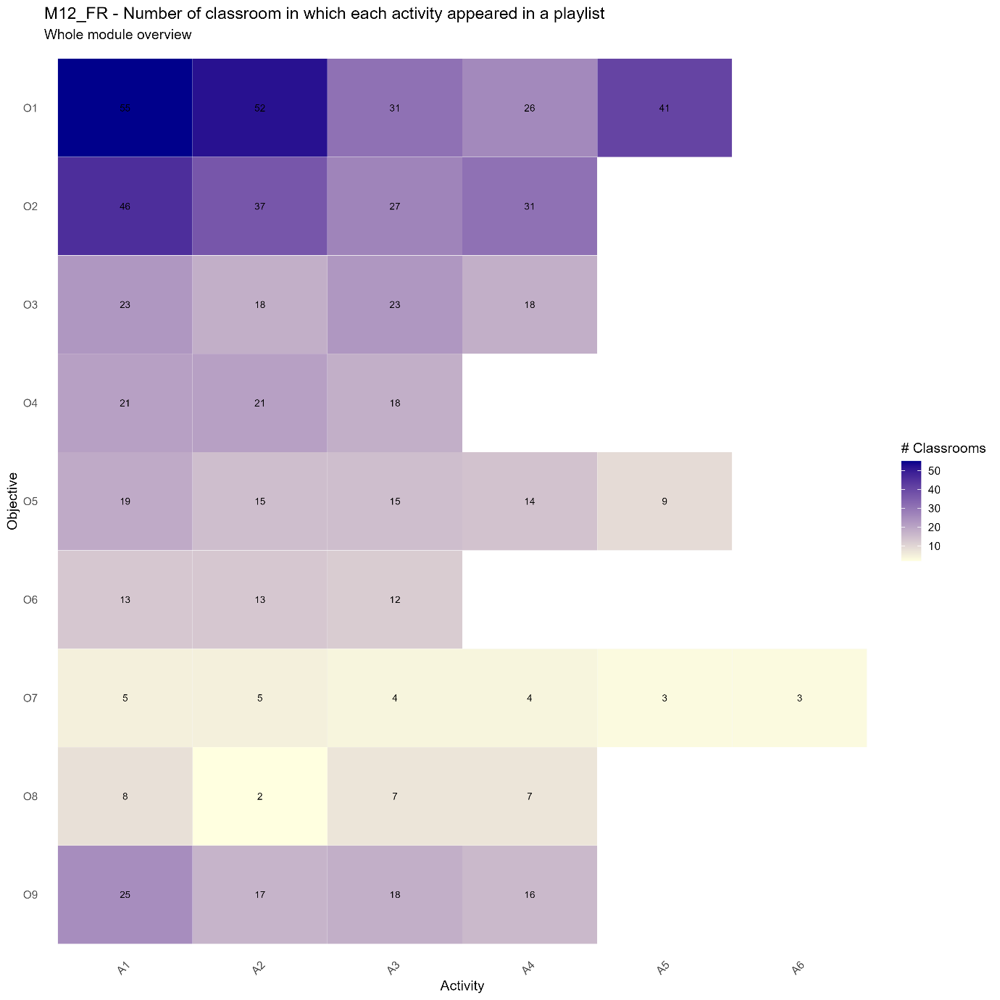 M12_FR - Number of classroom in which each activity appeared in a playlist
Whole module overview
O1 55 52 31 26 41
O2 46 37 27 31
O3 23 18 23 18
O4 21 21 18
O5 19 15 15 14 9
O6 13 13 12
O7 5 5 4 4 3 3
O8 8 2 7 7
O9 25 17 18 16
A1 A2 A3 A4 A5 A6
Activity
Objective
# Classrooms
50
40
30
20
10